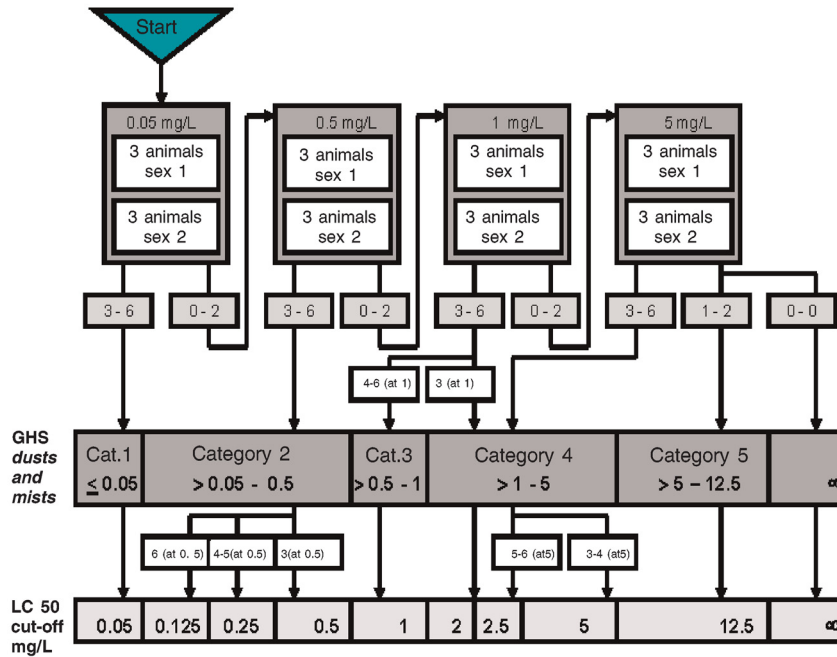 Start
0.05 mg/L
0.5 mg/L
1 mg/L
5 mg/L
3 animals
sex 1
3 animals
sex 1
3 animals
sex 1
3 animals
sex 1
3 animals
sex 2
3 animals
sex 2
3 animals
sex 2
3 animals
sex 2
3 - 6
0 - 2
3 - 6
0 - 2
3 - 6
0 - 2
3 - 6
1 - 2
0 - 0
4-6 (at 1)
3 (at 1)
GHS
dusts
and
mists
Cat.1
≤ 0.05
Category 2
> 0.05 - 0.5
Cat.3
> 0.5 - 1
Category 4
> 1 - 5
Category 5
> 5 – 12.5
6 (at 0. 5)
4-5(at 0.5)
3(at 0.5)
5-6 (at5)
3-4 (at5)
LC 50
cut-off
mg/L
0.05
0.125
0.25
0.5
1
2
2.5
5
12.5